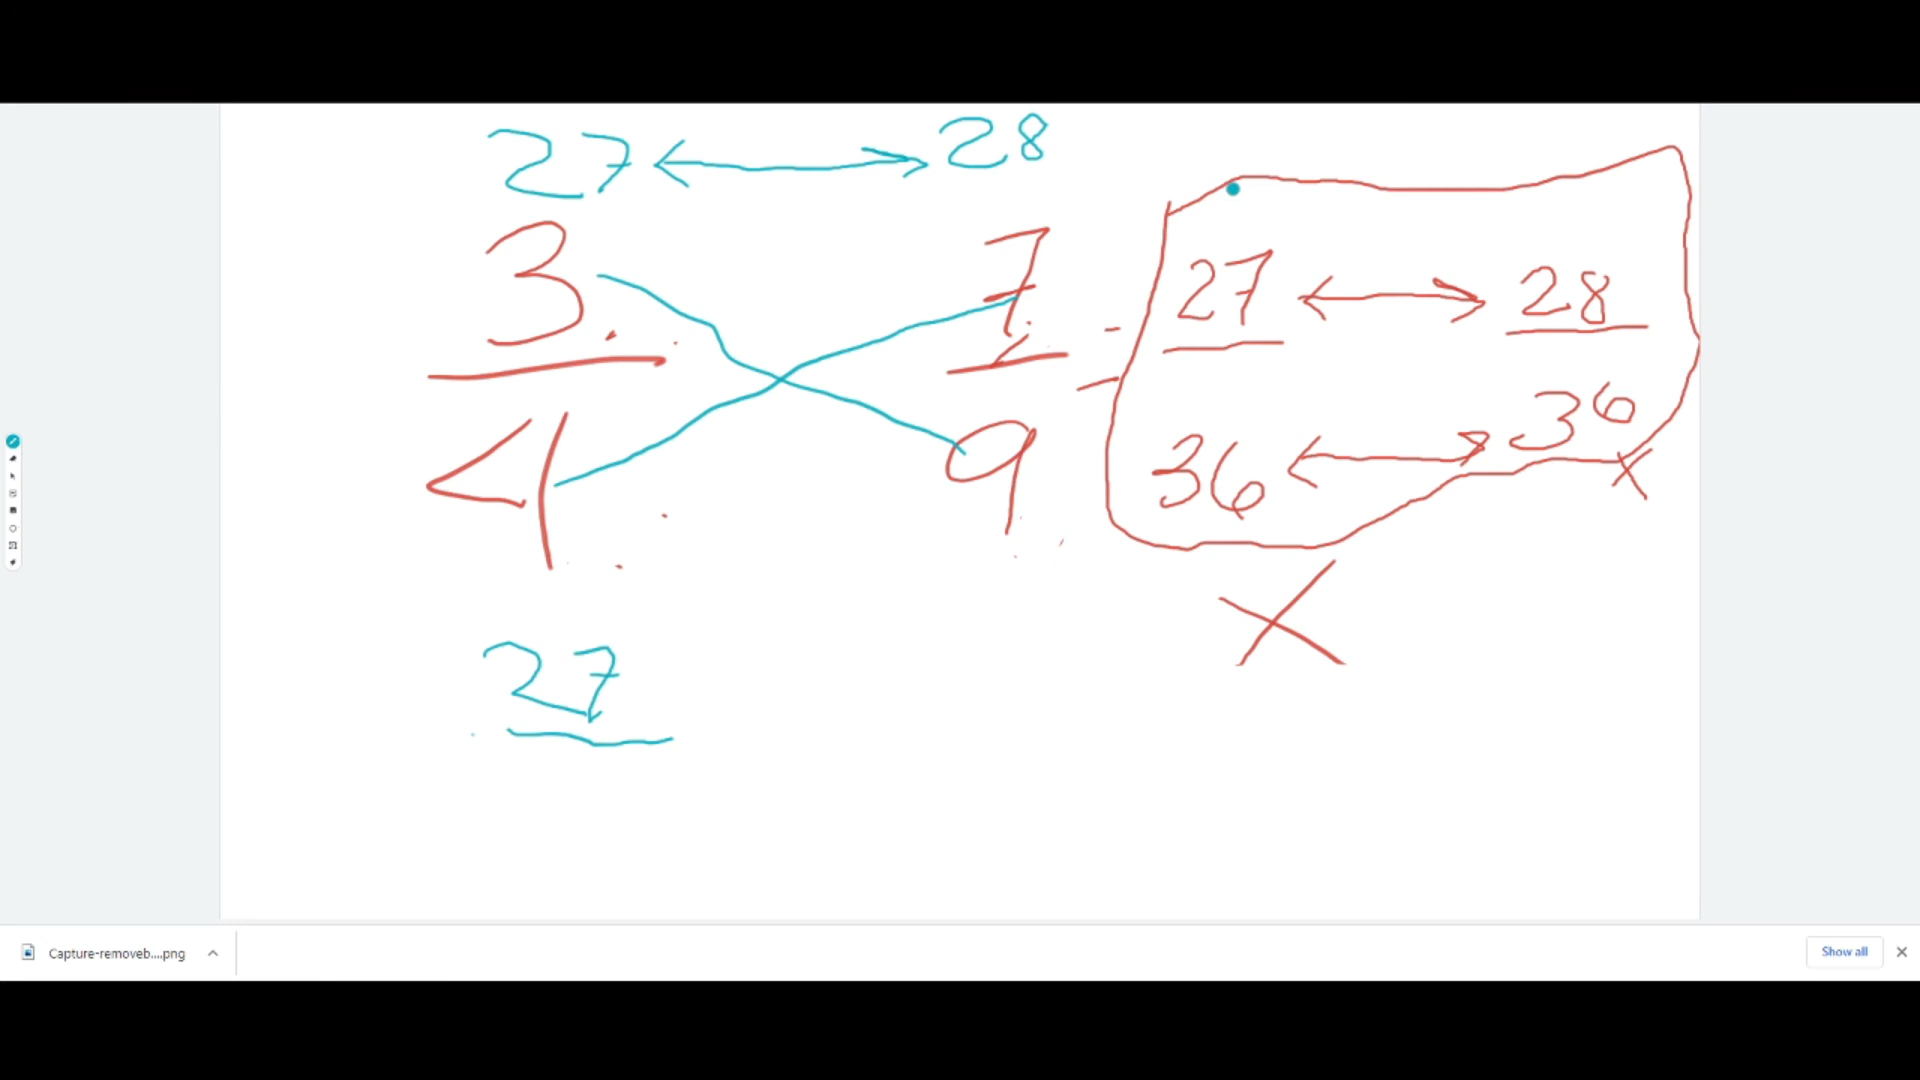 27 ↔ 28
3/4 7/9 = 27/36 ↔ 28/36
X
X
27
Capture-removeb....png
Show all